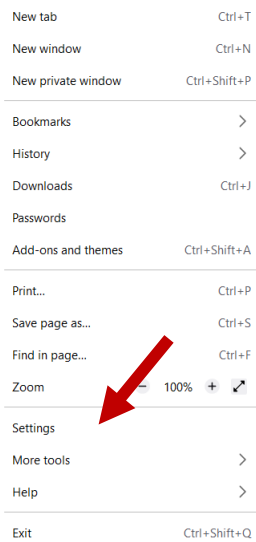 New tab Ctrl+T
New window Ctrl+N
New private window Ctrl+Shift+P
Bookmarks
History
Downloads Ctrl+J
Passwords
Add-ons and themes Ctrl+Shift+A
Print... Ctrl+P
Save page as... Ctrl+S
Find in page... Ctrl+F
Zoom − 100% +
Settings
More tools
Help
Exit Ctrl+Shift+Q